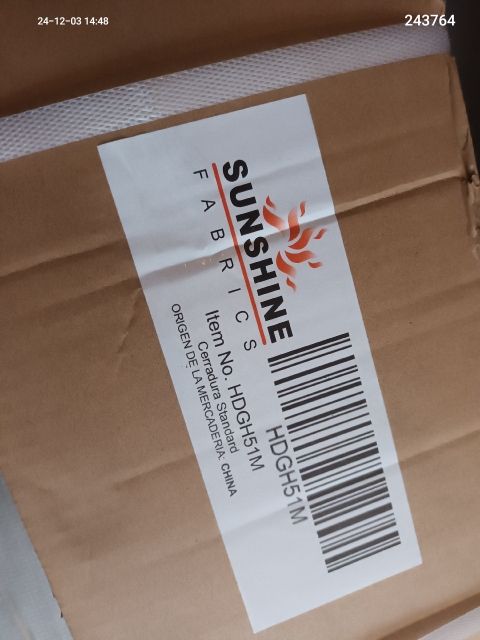 24-12-03 14:48
243764
SUNSHINE
FABRICS
Item No. HDGH51M
Cerradura Standard
ORIGEN DE LA MERCADERIA: CHINA
HDGH51M